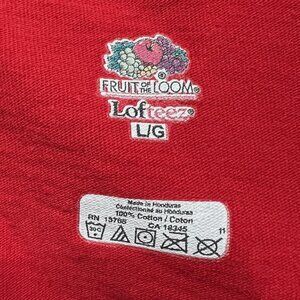 FRUIT OF THE LOOM®
Lofteez®
L/G
Made in Honduras
Confectionné au Honduras
100% Cotton / Coton
RN 13765 CA 18345
11
30C